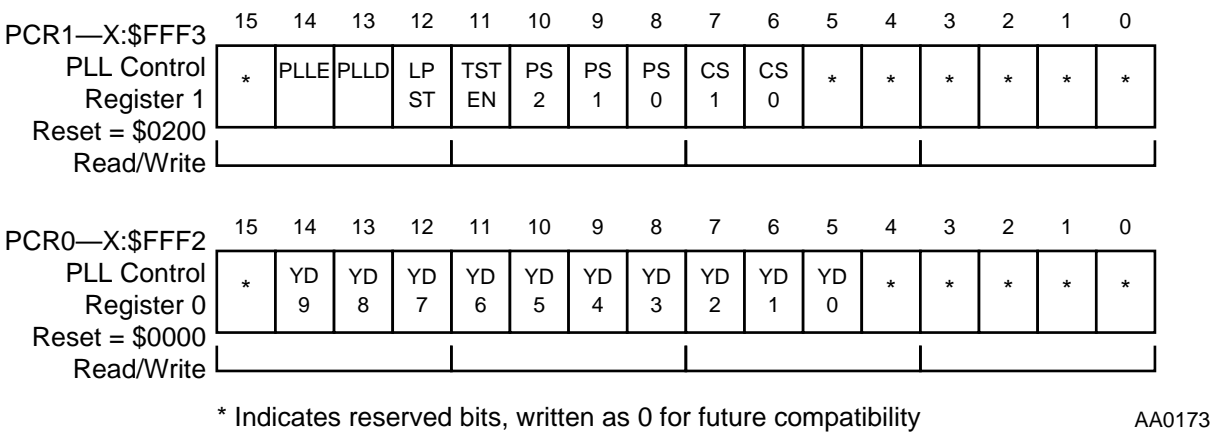 15 14 13 12 11 10 9 8 7 6 5 4 3 2 1 0
PCR1—X:$FFF3
PLL Control
Register 1
Reset = $0200
Read/Write
* PLLE PLLD LP TST PS PS PS CS CS * * * * * *
ST EN 2 1 0 1 0
15 14 13 12 11 10 9 8 7 6 5 4 3 2 1 0
PCR0—X:$FFF2
PLL Control
Register 0
Reset = $0000
Read/Write
* YD YD YD YD YD YD YD YD YD YD * * * * *
9 8 7 6 5 4 3 2 1 0
* Indicates reserved bits, written as 0 for future compatibility
AA0173